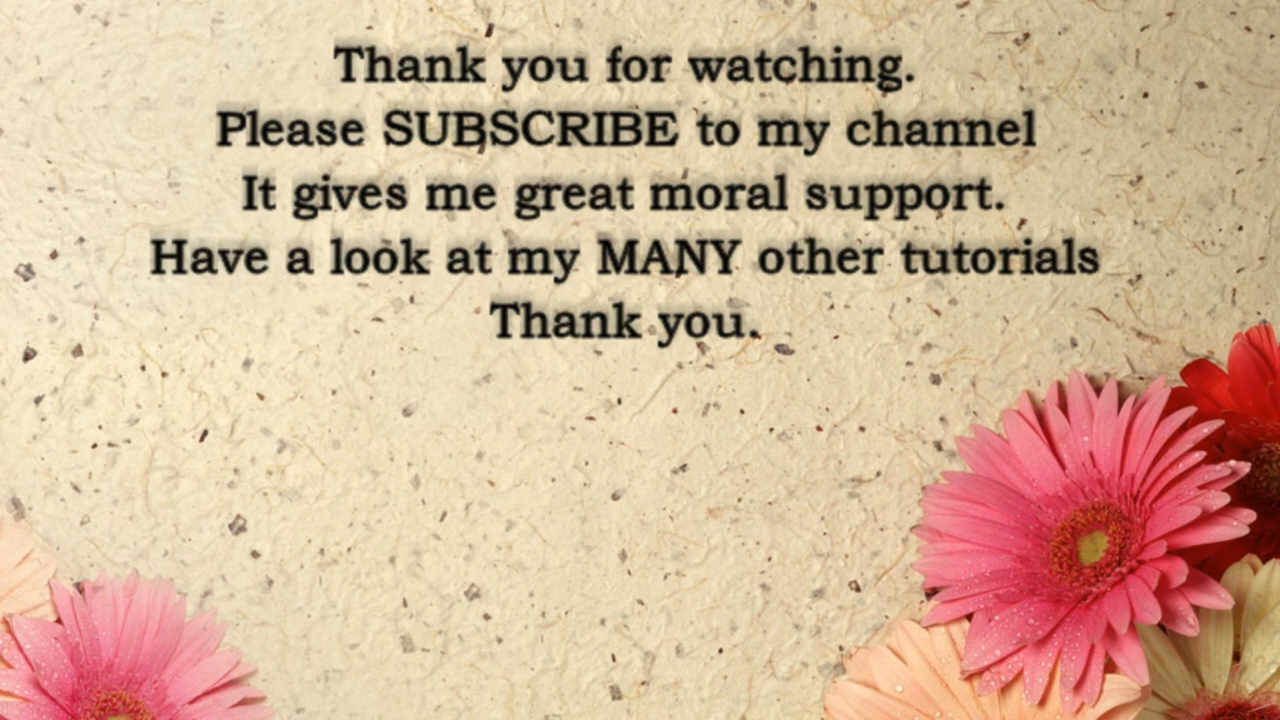 Thank you for watching.
Please SUBSCRIBE to my channel
It gives me great moral support.
Have a look at my MANY other tutorials
Thank you.